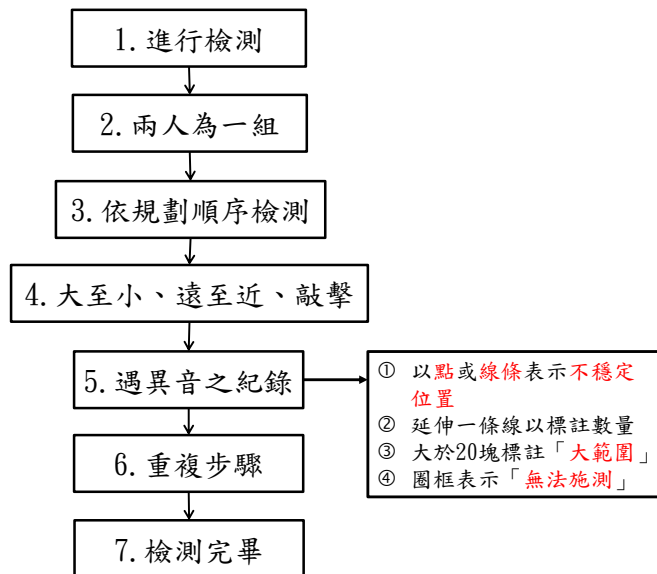 1.進行檢測
2.兩人為一組
3.依規劃順序檢測
4.大至小、遠至近、敲擊
5.遇異音之紀錄
① 以點或線條表示不穩定
位置
② 延伸一條線以標註數量
③ 大於20塊標註「大範圍」
④ 圈框表示「無法施測」
6.重複步驟
7.檢測完畢